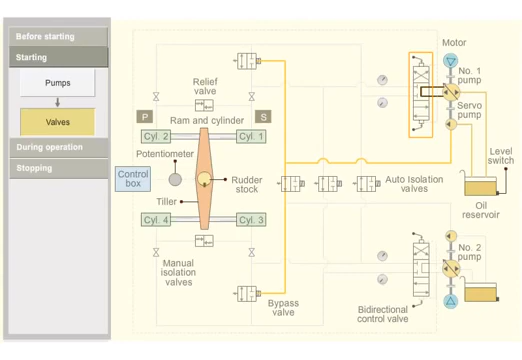 Before starting
Starting
Pumps
Valves
During operation
Stopping
Motor
Relief
valve
No. 1
pump
Servo
pump
P
S
Ram and cylinder
Cyl. 2
Cyl. 1
Potentiometer
Control
box
Rudder
stock
Tiller
Auto Isolation
valves
Level
switch
Oil
reservoir
Cyl. 4
Cyl. 3
Manual
isolation
valves
Bypass
valve
Bidirectional
control valve
No. 2
pump